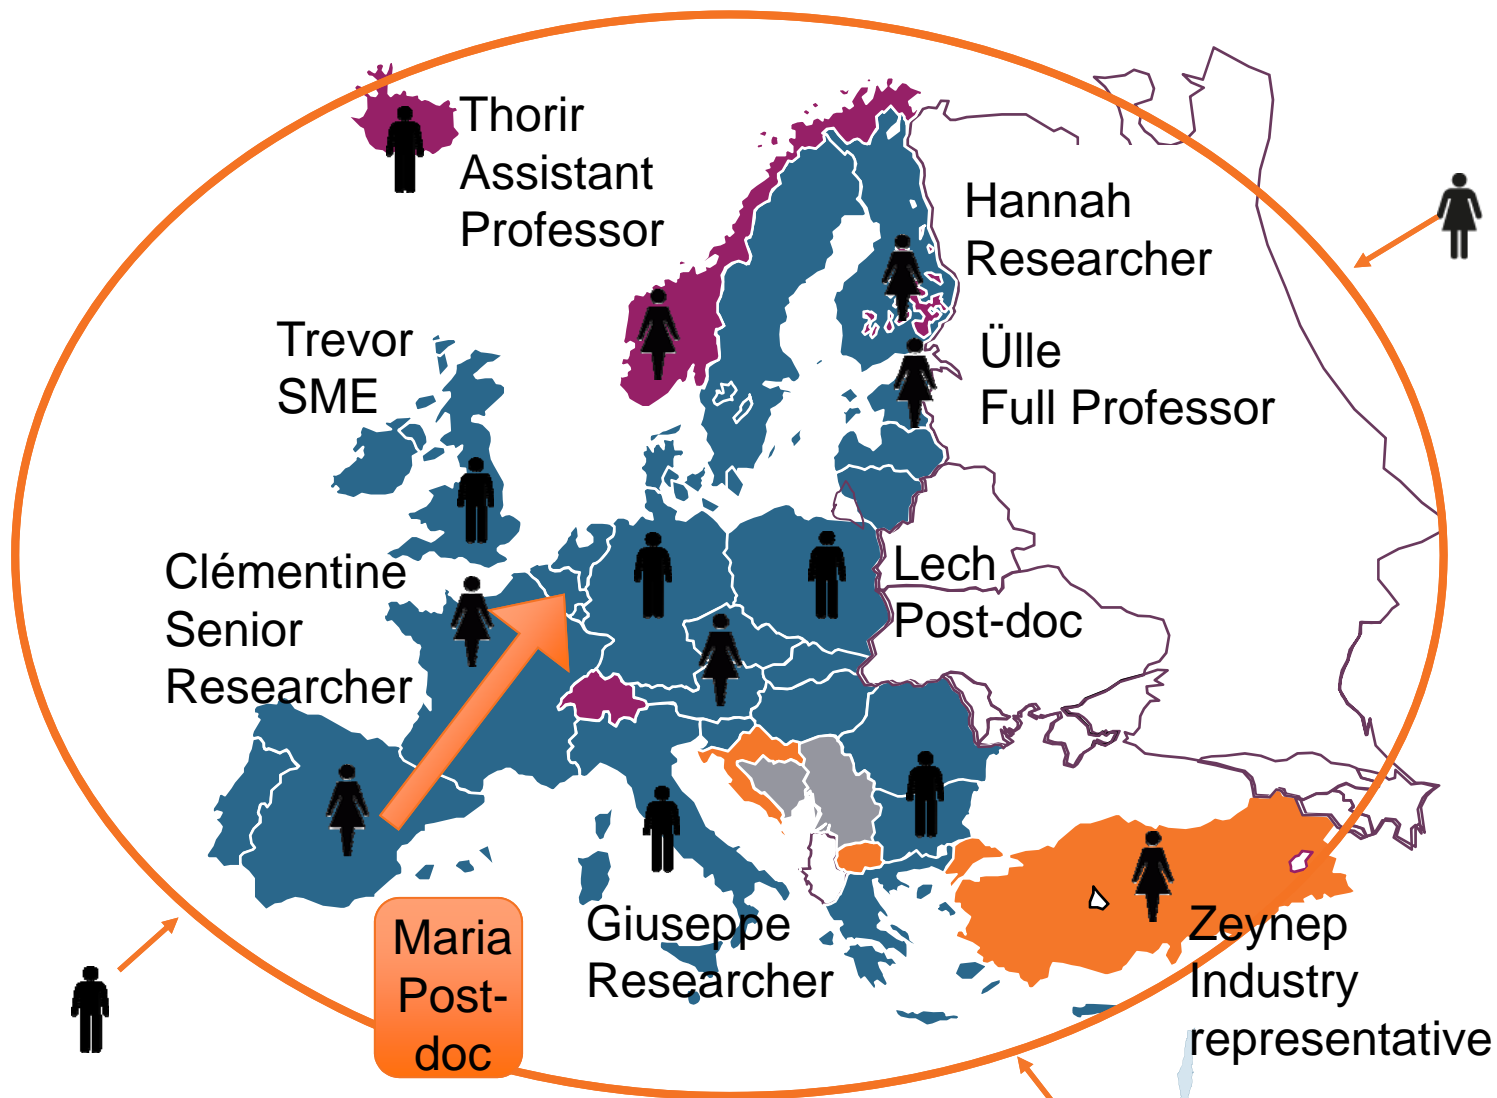 Thorir
Assistant
Professor
Hannah
Researcher
Trevor
SME
Ülle
Full Professor
Clémentine
Senior
Researcher
Lech
Post-doc
Maria
Post-
doc
Giuseppe
Researcher
Zeynep
Industry
representative